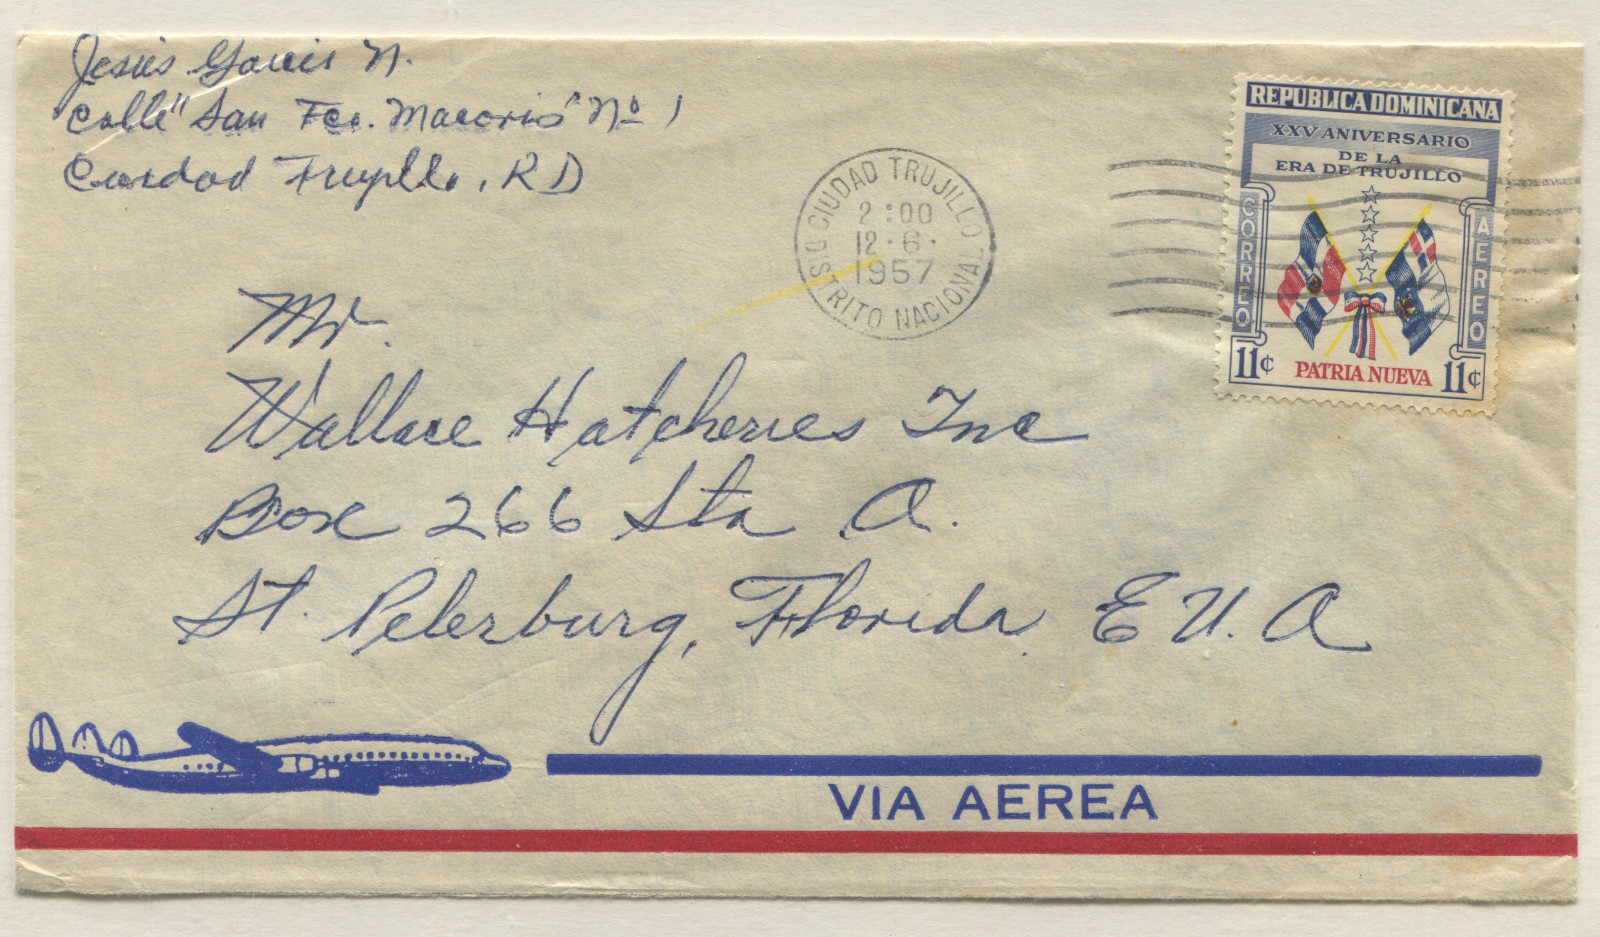 Jesus Garcia N.
Calle "San Fco. Macoris" No 1
Ciudad Trujillo, RD
REPUBLICA DOMINICANA
XXV ANIVERSARIO
DE LA
ERA DE TRUJILLO
CORREO
AEREO
11¢ PATRIA NUEVA 11¢
CIUDAD TRUJILLO
2:00
12·6·
1957
DISTRITO NACIONAL
Mr.
Wallace Hatcheries Inc
Box 266 Sta A.
St. Petersburg, Florida E U. A
VIA AEREA